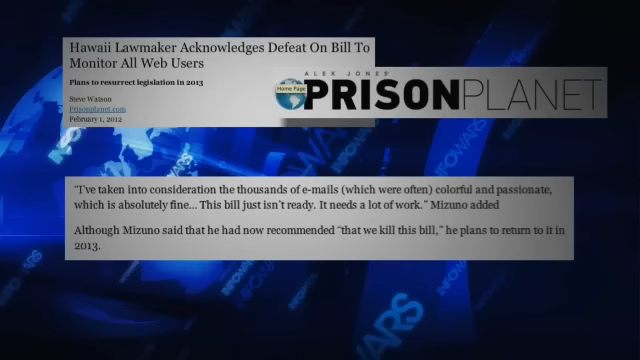 Hawaii Lawmaker Acknowledges Defeat On Bill To
Monitor All Web Users
Plans to resurrect legislation in 2013
Steve Watson
Prisonplanet.com
February 1, 2012
ALEX JONES'
Home Page
PRISONPLANET
"I've taken into consideration the thousands of e-mails (which were often) colorful and passionate,
which is absolutely fine... This bill just isn't ready. It needs a lot of work." Mizuno added
Although Mizuno said that he had now recommended "that we kill this bill," he plans to return to it in
2013.
INFOWARS
INFOWARS
INFOWARS
INFOWARS